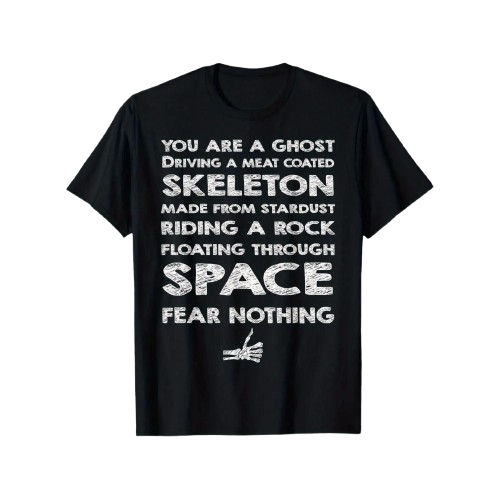 YOU ARE A GHOST
DRIVING A MEAT COATED
SKELETON
MADE FROM STARDUST
RIDING A ROCK
FLOATING THROUGH
SPACE
FEAR NOTHING